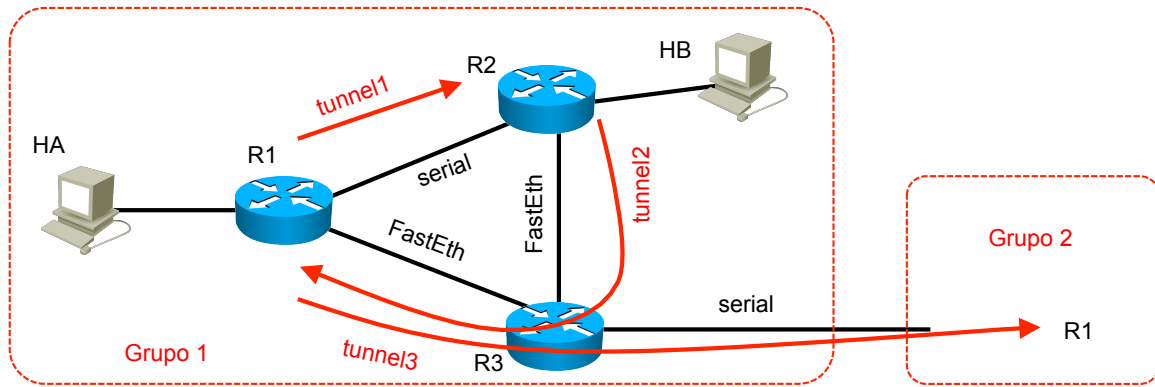 HB
R2
tunnel1
HA
R1
serial
tunnel2
FastEth
FastEth
Grupo 2
serial
R1
Grupo 1
tunnel3
R3